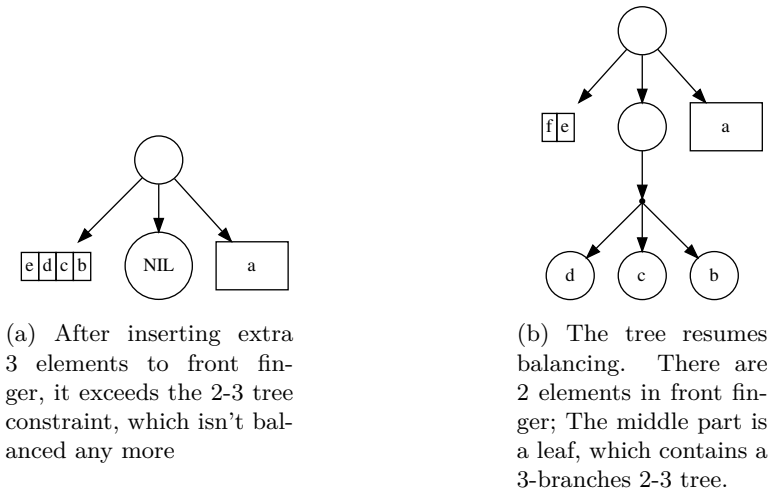 e d c b
NIL
a
(a) After inserting extra
3 elements to front fin-
ger, it exceeds the 2-3 tree
constraint, which isn't bal-
anced any more
f e
a
d
c
b
(b) The tree resumes
balancing. There are
2 elements in front fin-
ger; The middle part is
a leaf, which contains a
3-branches 2-3 tree.